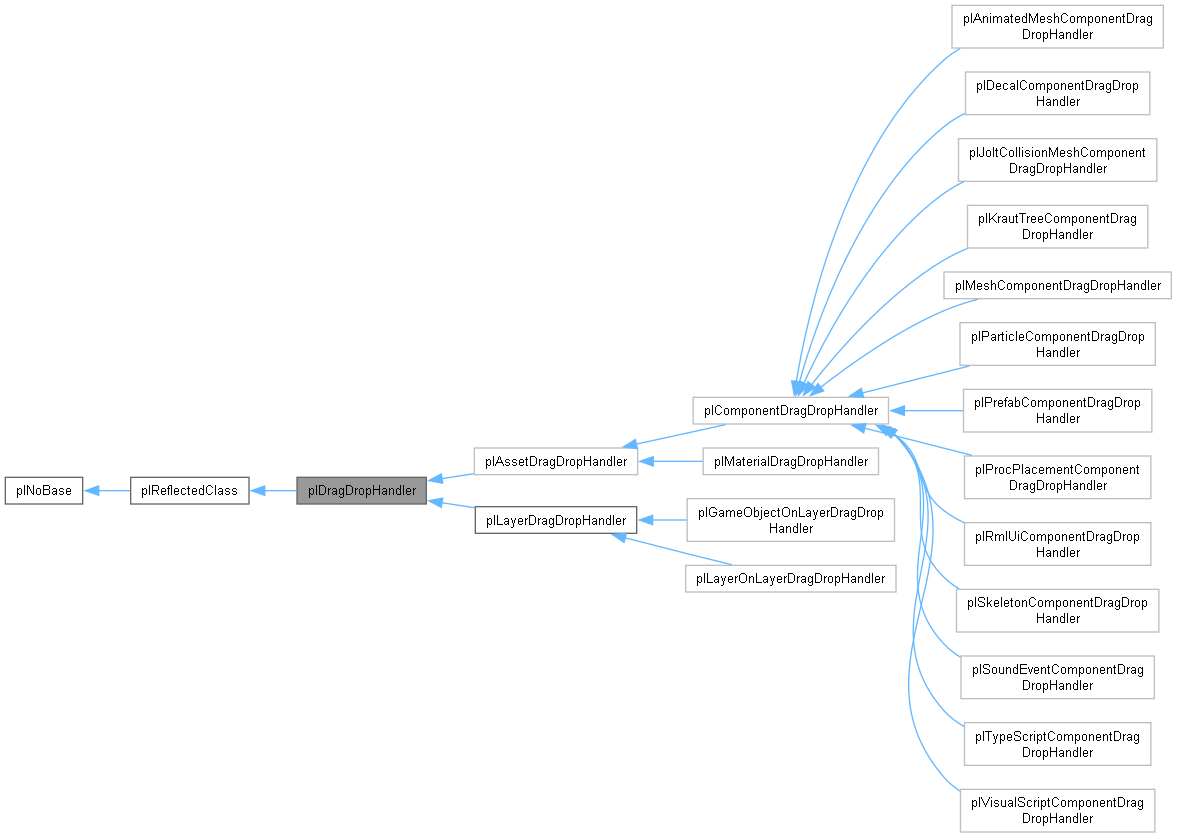 plAnimatedMeshComponentDrag
DropHandler
plDecalComponentDragDrop
Handler
plJoltCollisionMeshComponent
DragDropHandler
plKrautTreeComponentDrag
DropHandler
plMeshComponentDragDropHandler
plParticleComponentDragDrop
Handler
plComponentDragDropHandler
plPrefabComponentDragDrop
Handler
plAssetDragDropHandler
plMaterialDragDropHandler
plProcPlacementComponent
DragDropHandler
plNoBase
plReflectedClass
plDragDropHandler
plLayerDragDropHandler
plGameObjectOnLayerDragDrop
Handler
plRmlUiComponentDragDrop
Handler
plLayerOnLayerDragDropHandler
plSkeletonComponentDragDrop
Handler
plSoundEventComponentDrag
DropHandler
plTypeScriptComponentDrag
DropHandler
plVisualScriptComponentDrag
DropHandler